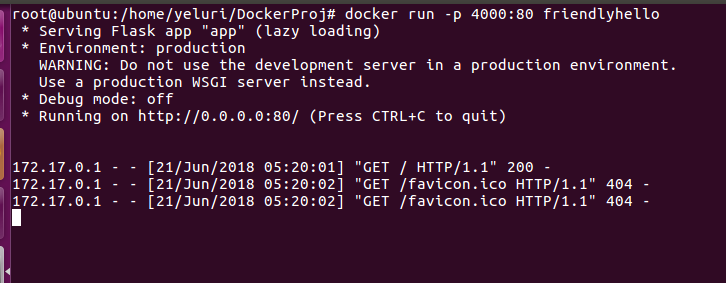 root@ubuntu:/home/yeluri/DockerProj# docker run -p 4000:80 friendlyhello
 * Serving Flask app "app" (lazy loading)
 * Environment: production
   WARNING: Do not use the development server in a production environment.
   Use a production WSGI server instead.
 * Debug mode: off
 * Running on http://0.0.0.0:80/ (Press CTRL+C to quit)
172.17.0.1 - - [21/Jun/2018 05:20:01] "GET / HTTP/1.1" 200 -
172.17.0.1 - - [21/Jun/2018 05:20:02] "GET /favicon.ico HTTP/1.1" 404 -
172.17.0.1 - - [21/Jun/2018 05:20:02] "GET /favicon.ico HTTP/1.1" 404 -